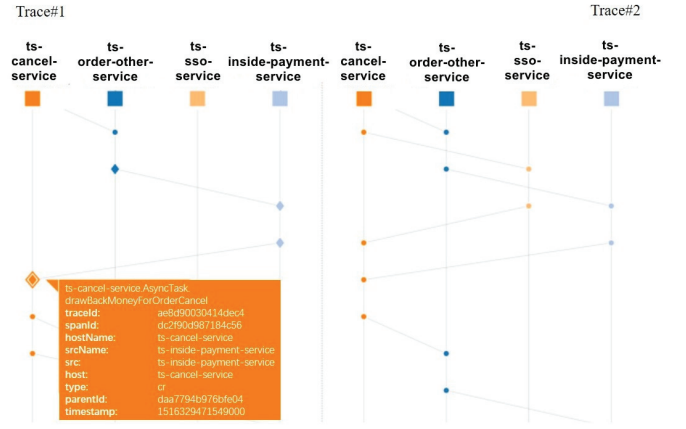 Trace#1
Trace#2
ts-
cancel-
service
ts-
order-other-
service
ts-
sso-
service
ts-
inside-payment-
service
ts-
cancel-
service
ts-
order-other-
service
ts-
sso-
service
ts-
inside-payment-
service
ts-cancel-service.AsyncTask.
drawBackMoneyForOrderCancel
traceId: ae8d90030414dec4
spanId: dc2f90d987184c56
hostName: ts-cancel-service
srcName: ts-inside-payment-service
src: ts-inside-payment-service
host: ts-cancel-service
type: cr
parentId: daa7794b976bfe04
timestamp: 1516329471549000